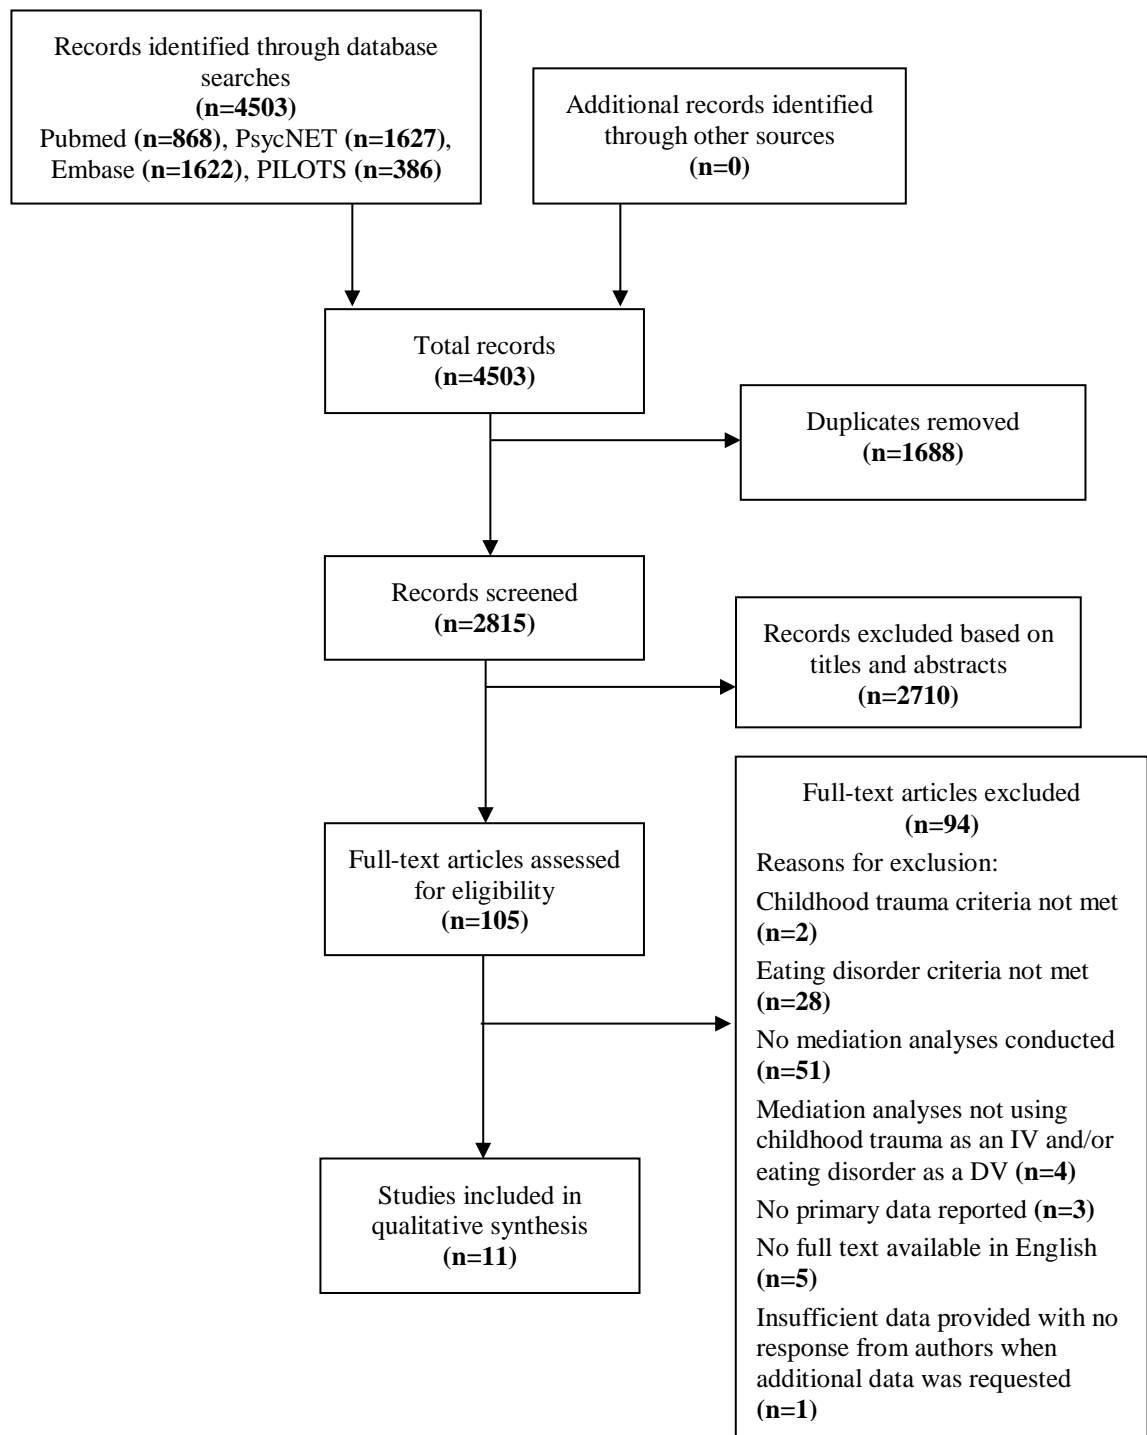 Records identified through database
searches
(n=4503)
Pubmed (n=868), PsycNET (n=1627),
Embase (n=1622), PILOTS (n=386)
Additional records identified
through other sources
(n=0)
Total records
(n=4503)
Duplicates removed
(n=1688)
Records screened
(n=2815)
Records excluded based on
titles and abstracts
(n=2710)
Full-text articles assessed
for eligibility
(n=105)
Full-text articles excluded
(n=94)
Reasons for exclusion:
Childhood trauma criteria not met
(n=2)
Eating disorder criteria not met
(n=28)
No mediation analyses conducted
(n=51)
Mediation analyses not using
childhood trauma as an IV and/or
eating disorder as a DV (n=4)
No primary data reported (n=3)
No full text available in English
(n=5)
Insufficient data provided with no
response from authors when
additional data was requested
(n=1)
Studies included in
qualitative synthesis
(n=11)